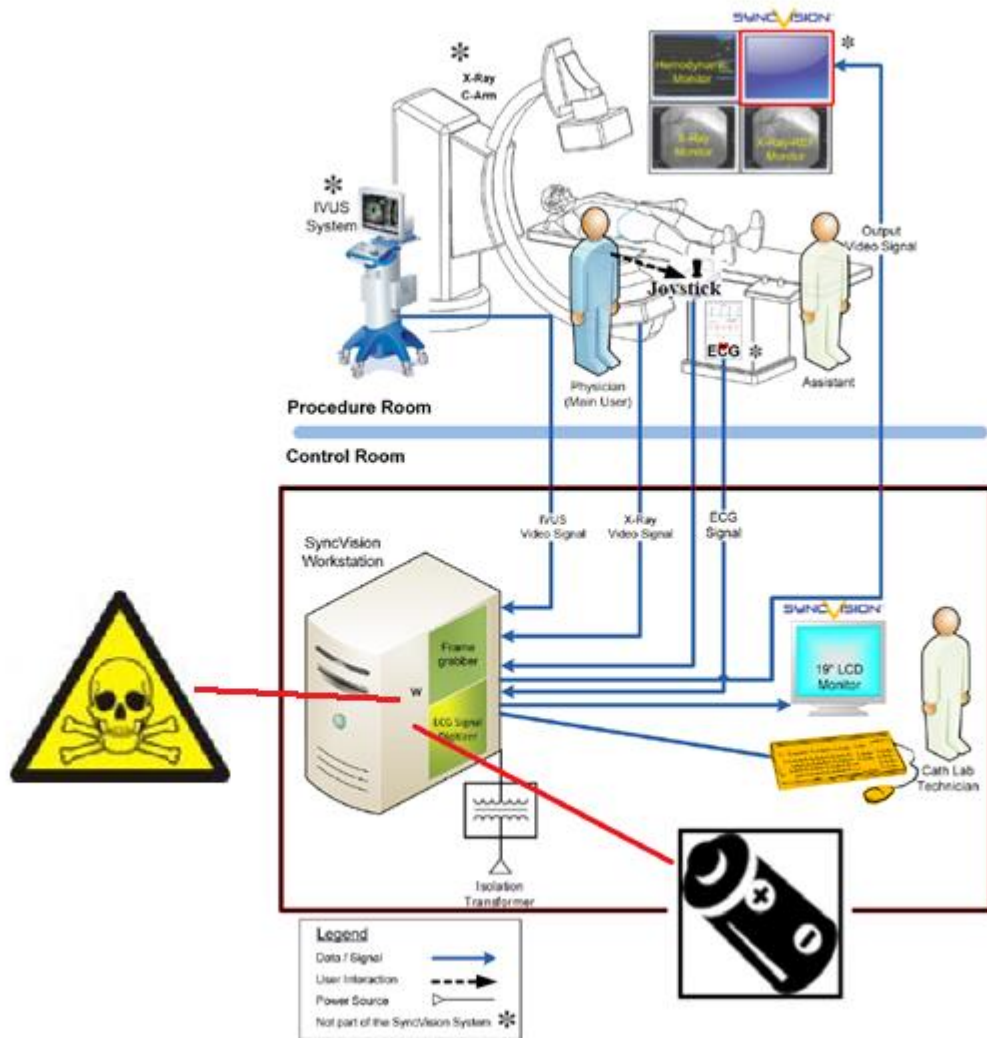 SYNCVISION
X-Ray
C-Arm
Hemodynamic
Monitor
X-Ray
Monitor
X-Ray-REF
Monitor
IVUS
System
Output
Video Signal
Joystick
ECG
Physician
(Main User)
Assistant
Procedure Room
Control Room
IVUS
Video Signal
X-Ray
Video Signal
ECG
Signal
SyncVision
Workstation
Frame
grabber
W
ECG Signal
Digitizer
SYNCVISION
19" LCD
Monitor
Cath Lab
Technician
Isolation
Transformer
Legend
Data / Signal
User Interaction
Power Source
Not part of the SyncVision System *